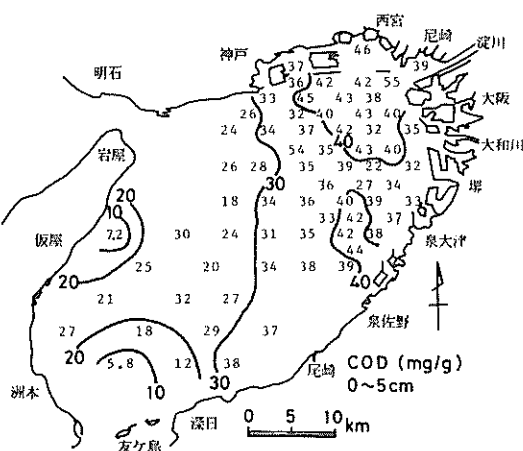 西宮
尼崎
淀川
神戸
46
39
37
明石
36 42 42 55
大阪
33 45 43 38
26 32 40 43 40
24 34 37 42 32 35
40
大和川
54 35 43 40
岩屋
26 28 35 39 22 32
30
堺
36 27 34
20
18 34 36 40 39 33
10
33 42 37
仮屋
7.2 30 24 31 35 42 38
泉大津
44
25 20 34 38 39
20
40
21 32 27
泉佐野
27 18 29 37
20
5.8 12 38
尾崎
COD (mg/g)
10
30
0~5cm
洲本
深日
0 5 10
km
友ケ島